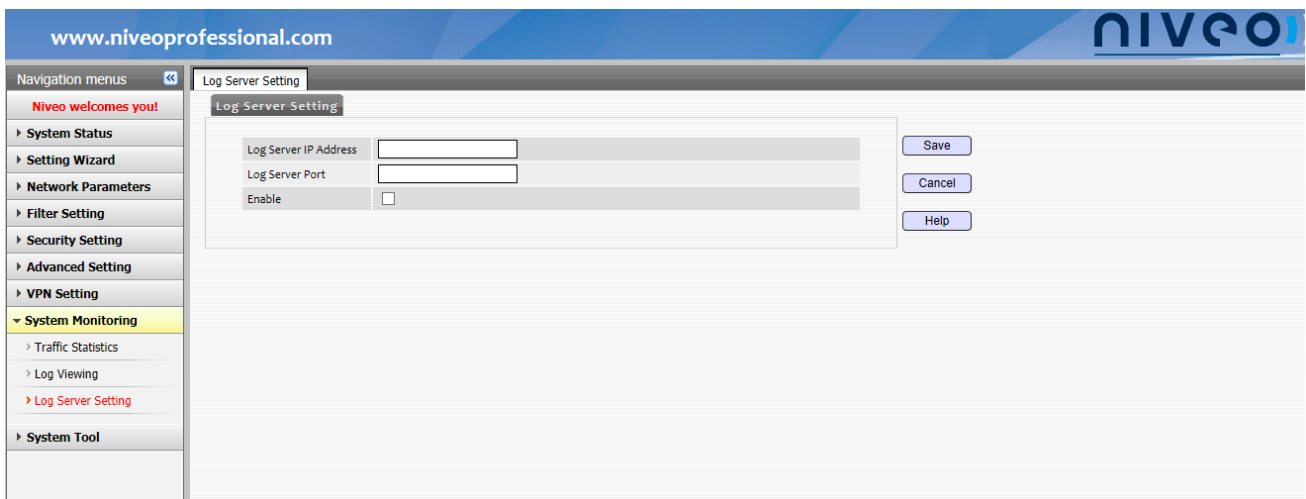 www.niveoprofessional.com
niveo
Navigation menus
Log Server Setting
Niveo welcomes you!
Log Server Setting
System Status
Setting Wizard
Network Parameters
Filter Setting
Security Setting
Advanced Setting
VPN Setting
System Monitoring
Traffic Statistics
Log Viewing
Log Server Setting
System Tool
Log Server IP Address
Log Server Port
Enable
Save
Cancel
Help